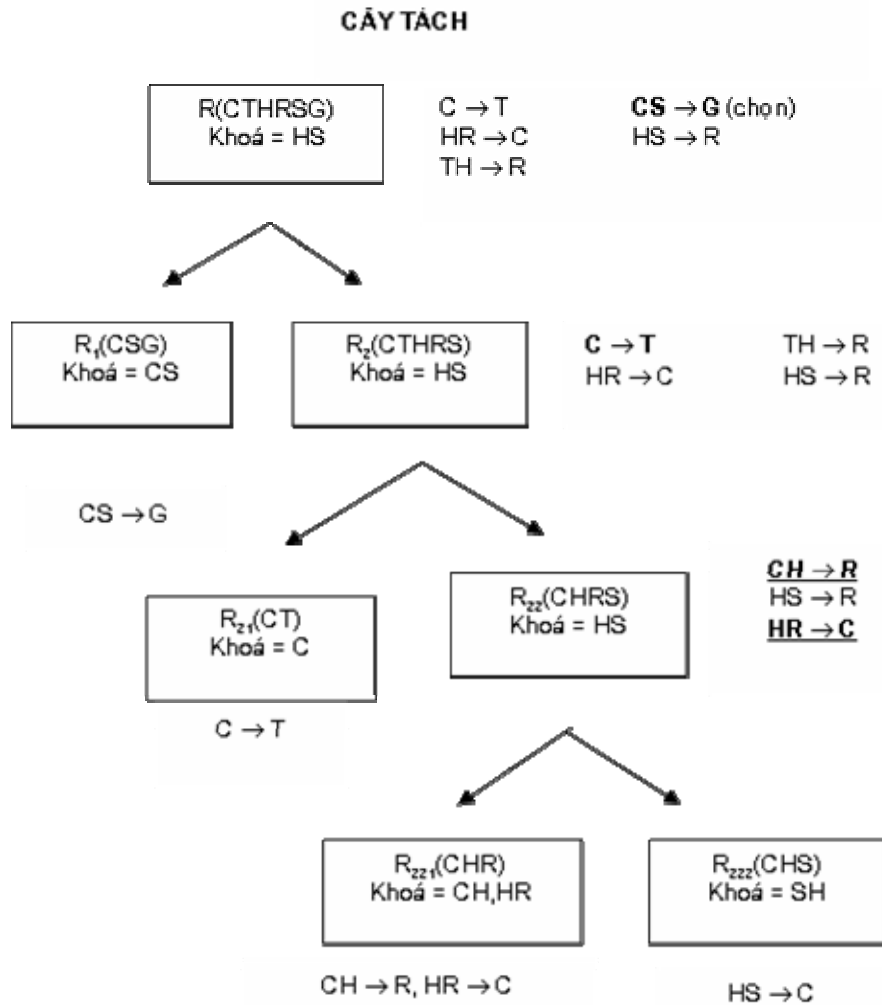 CÂY TÁCH
R(CTHRSG)
Khoá = HS
C → T
HR → C
TH → R
CS → G (chọn)
HS → R
R₁(CSG)
Khoá = CS
R₂(CTHRS)
Khoá = HS
C → T
HR → C
TH → R
HS → R
CS → G
R₂₁(CT)
Khoá = C
R₂₂(CHRS)
Khoá = HS
CH → R
HS → R
HR → C
C → T
R₂₂₁(CHR)
Khoá = CH,HR
R₂₂₂(CHS)
Khoá = SH
CH → R, HR → C
HS → C